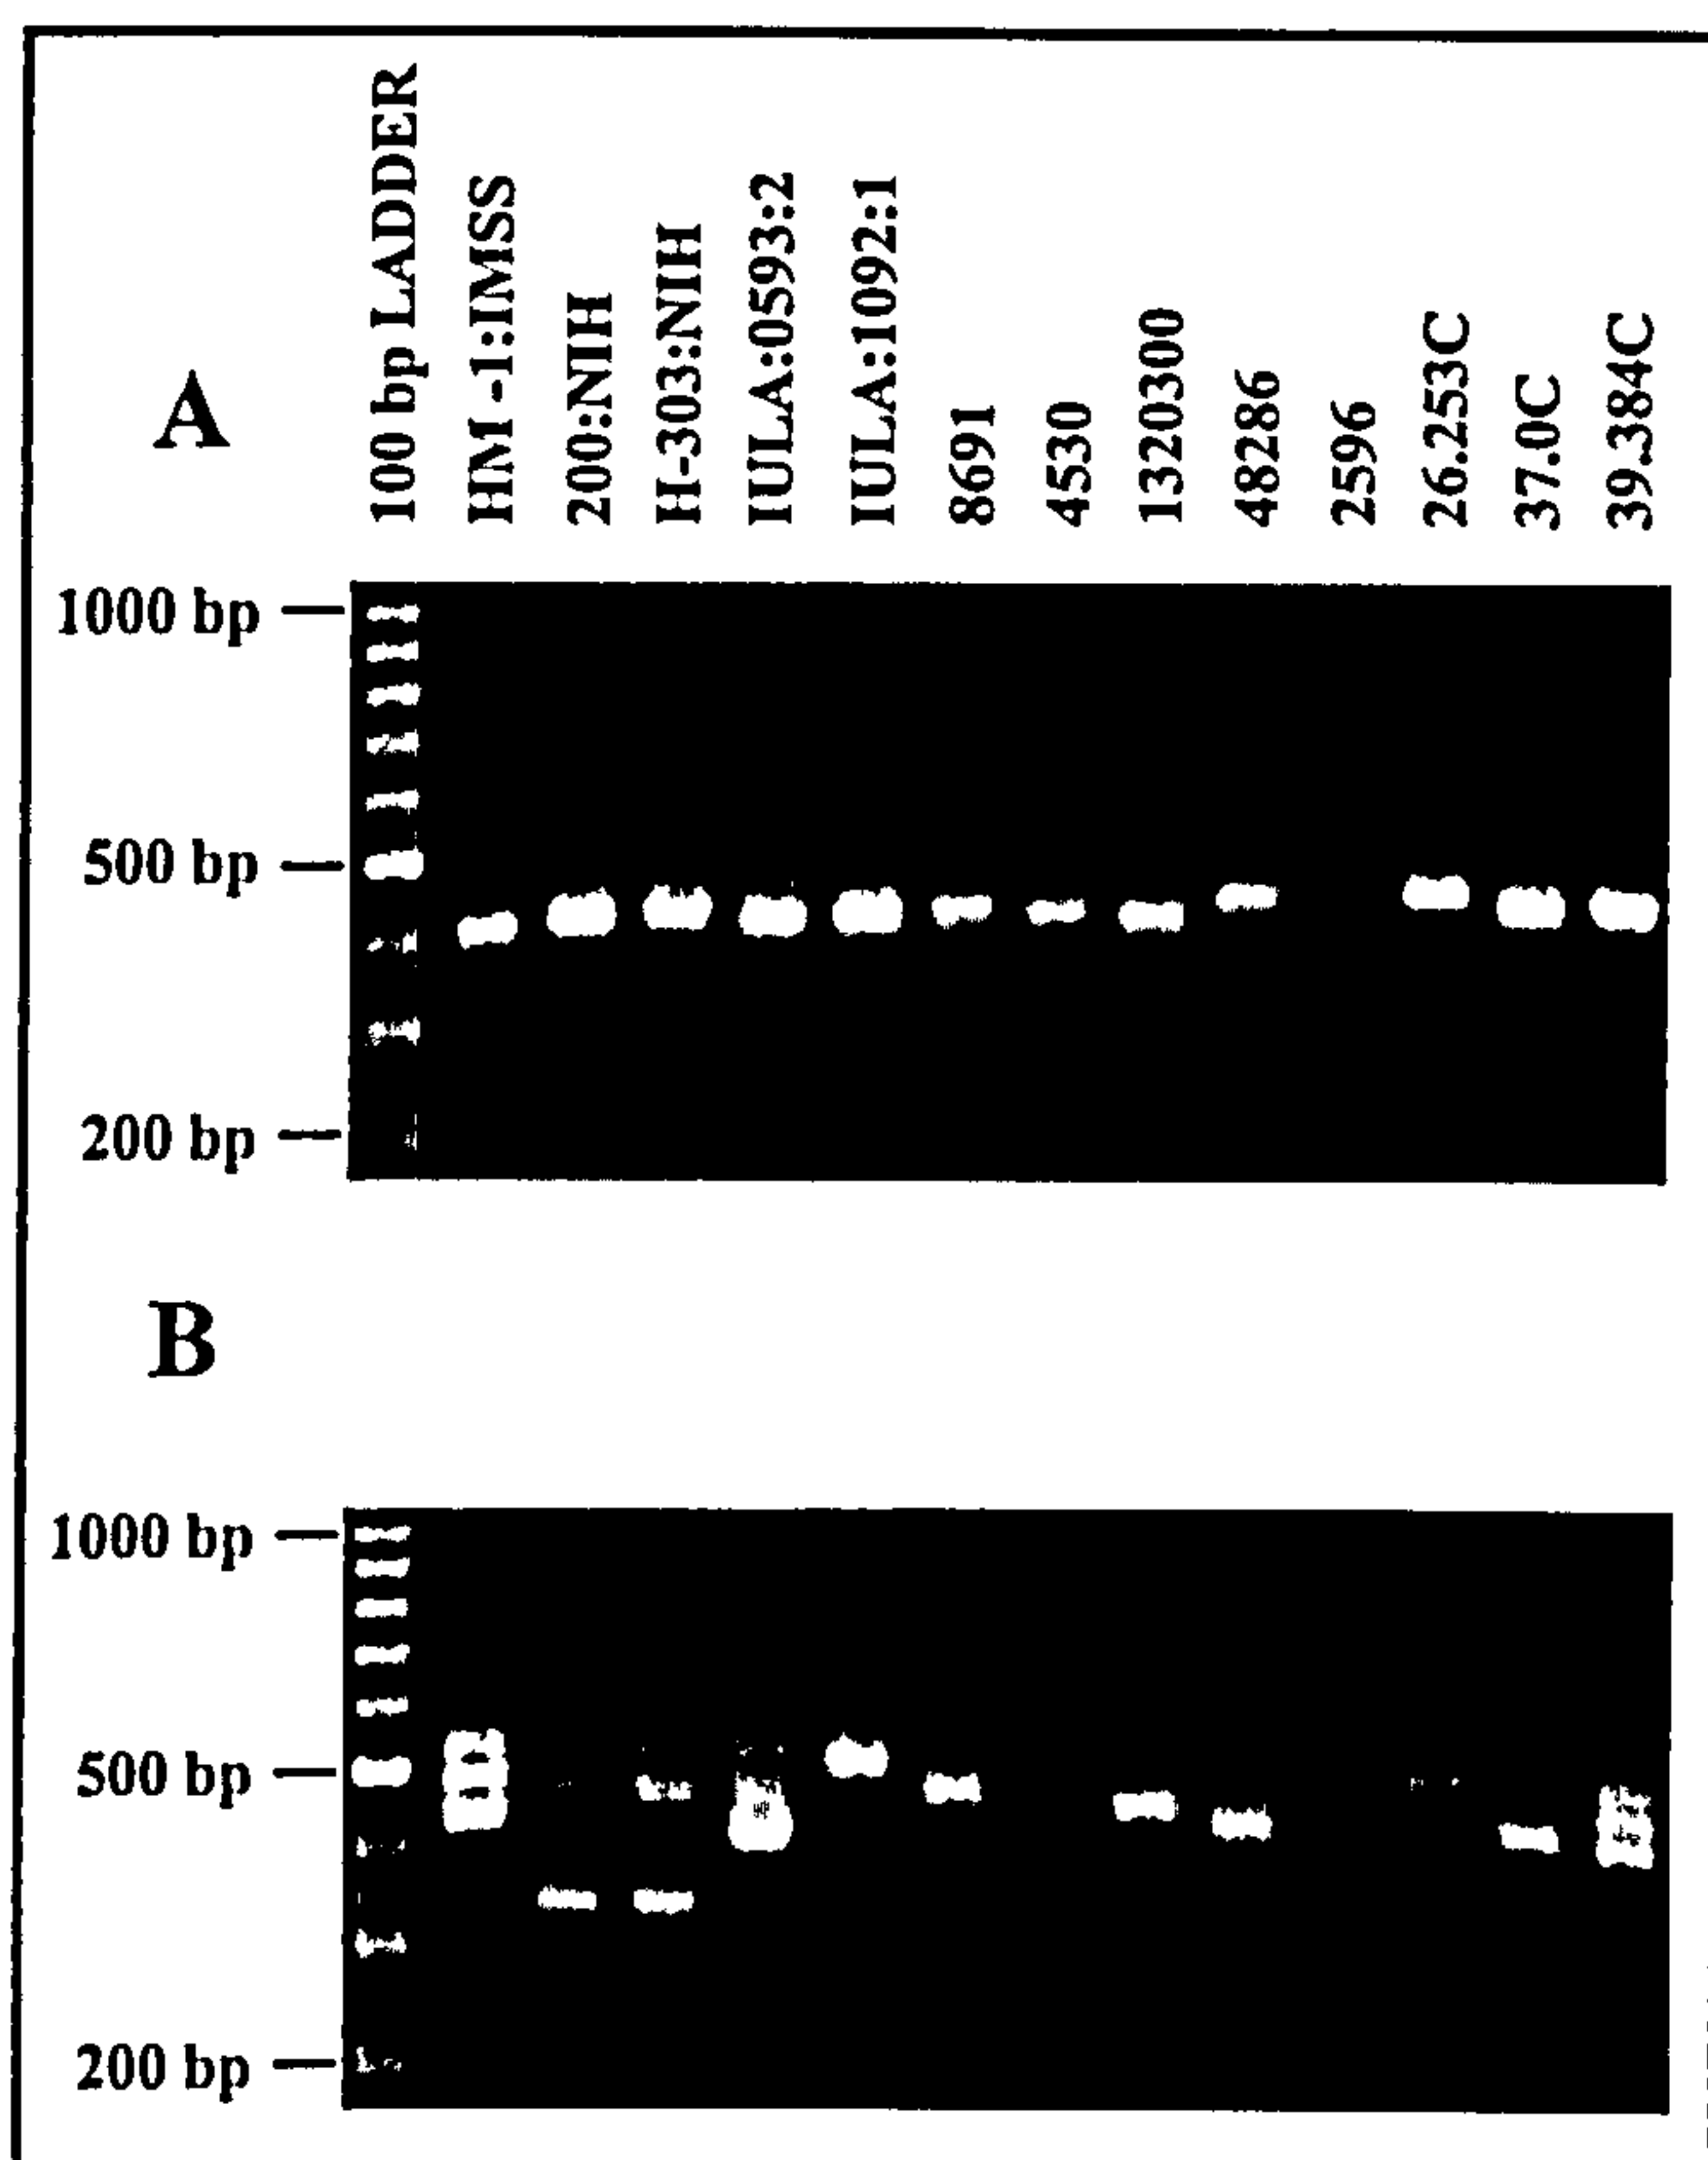 A
100 bp LADDER
HM-1:IMSS
200:NIH
H-303:NIH
IULA:0593:2
IULA:1092:1
8691
4530
1320300
48286
2596
26.253C
37.0C
39.384C
1000 bp
500 bp
200 bp
B
1000 bp
500 bp
200 bp